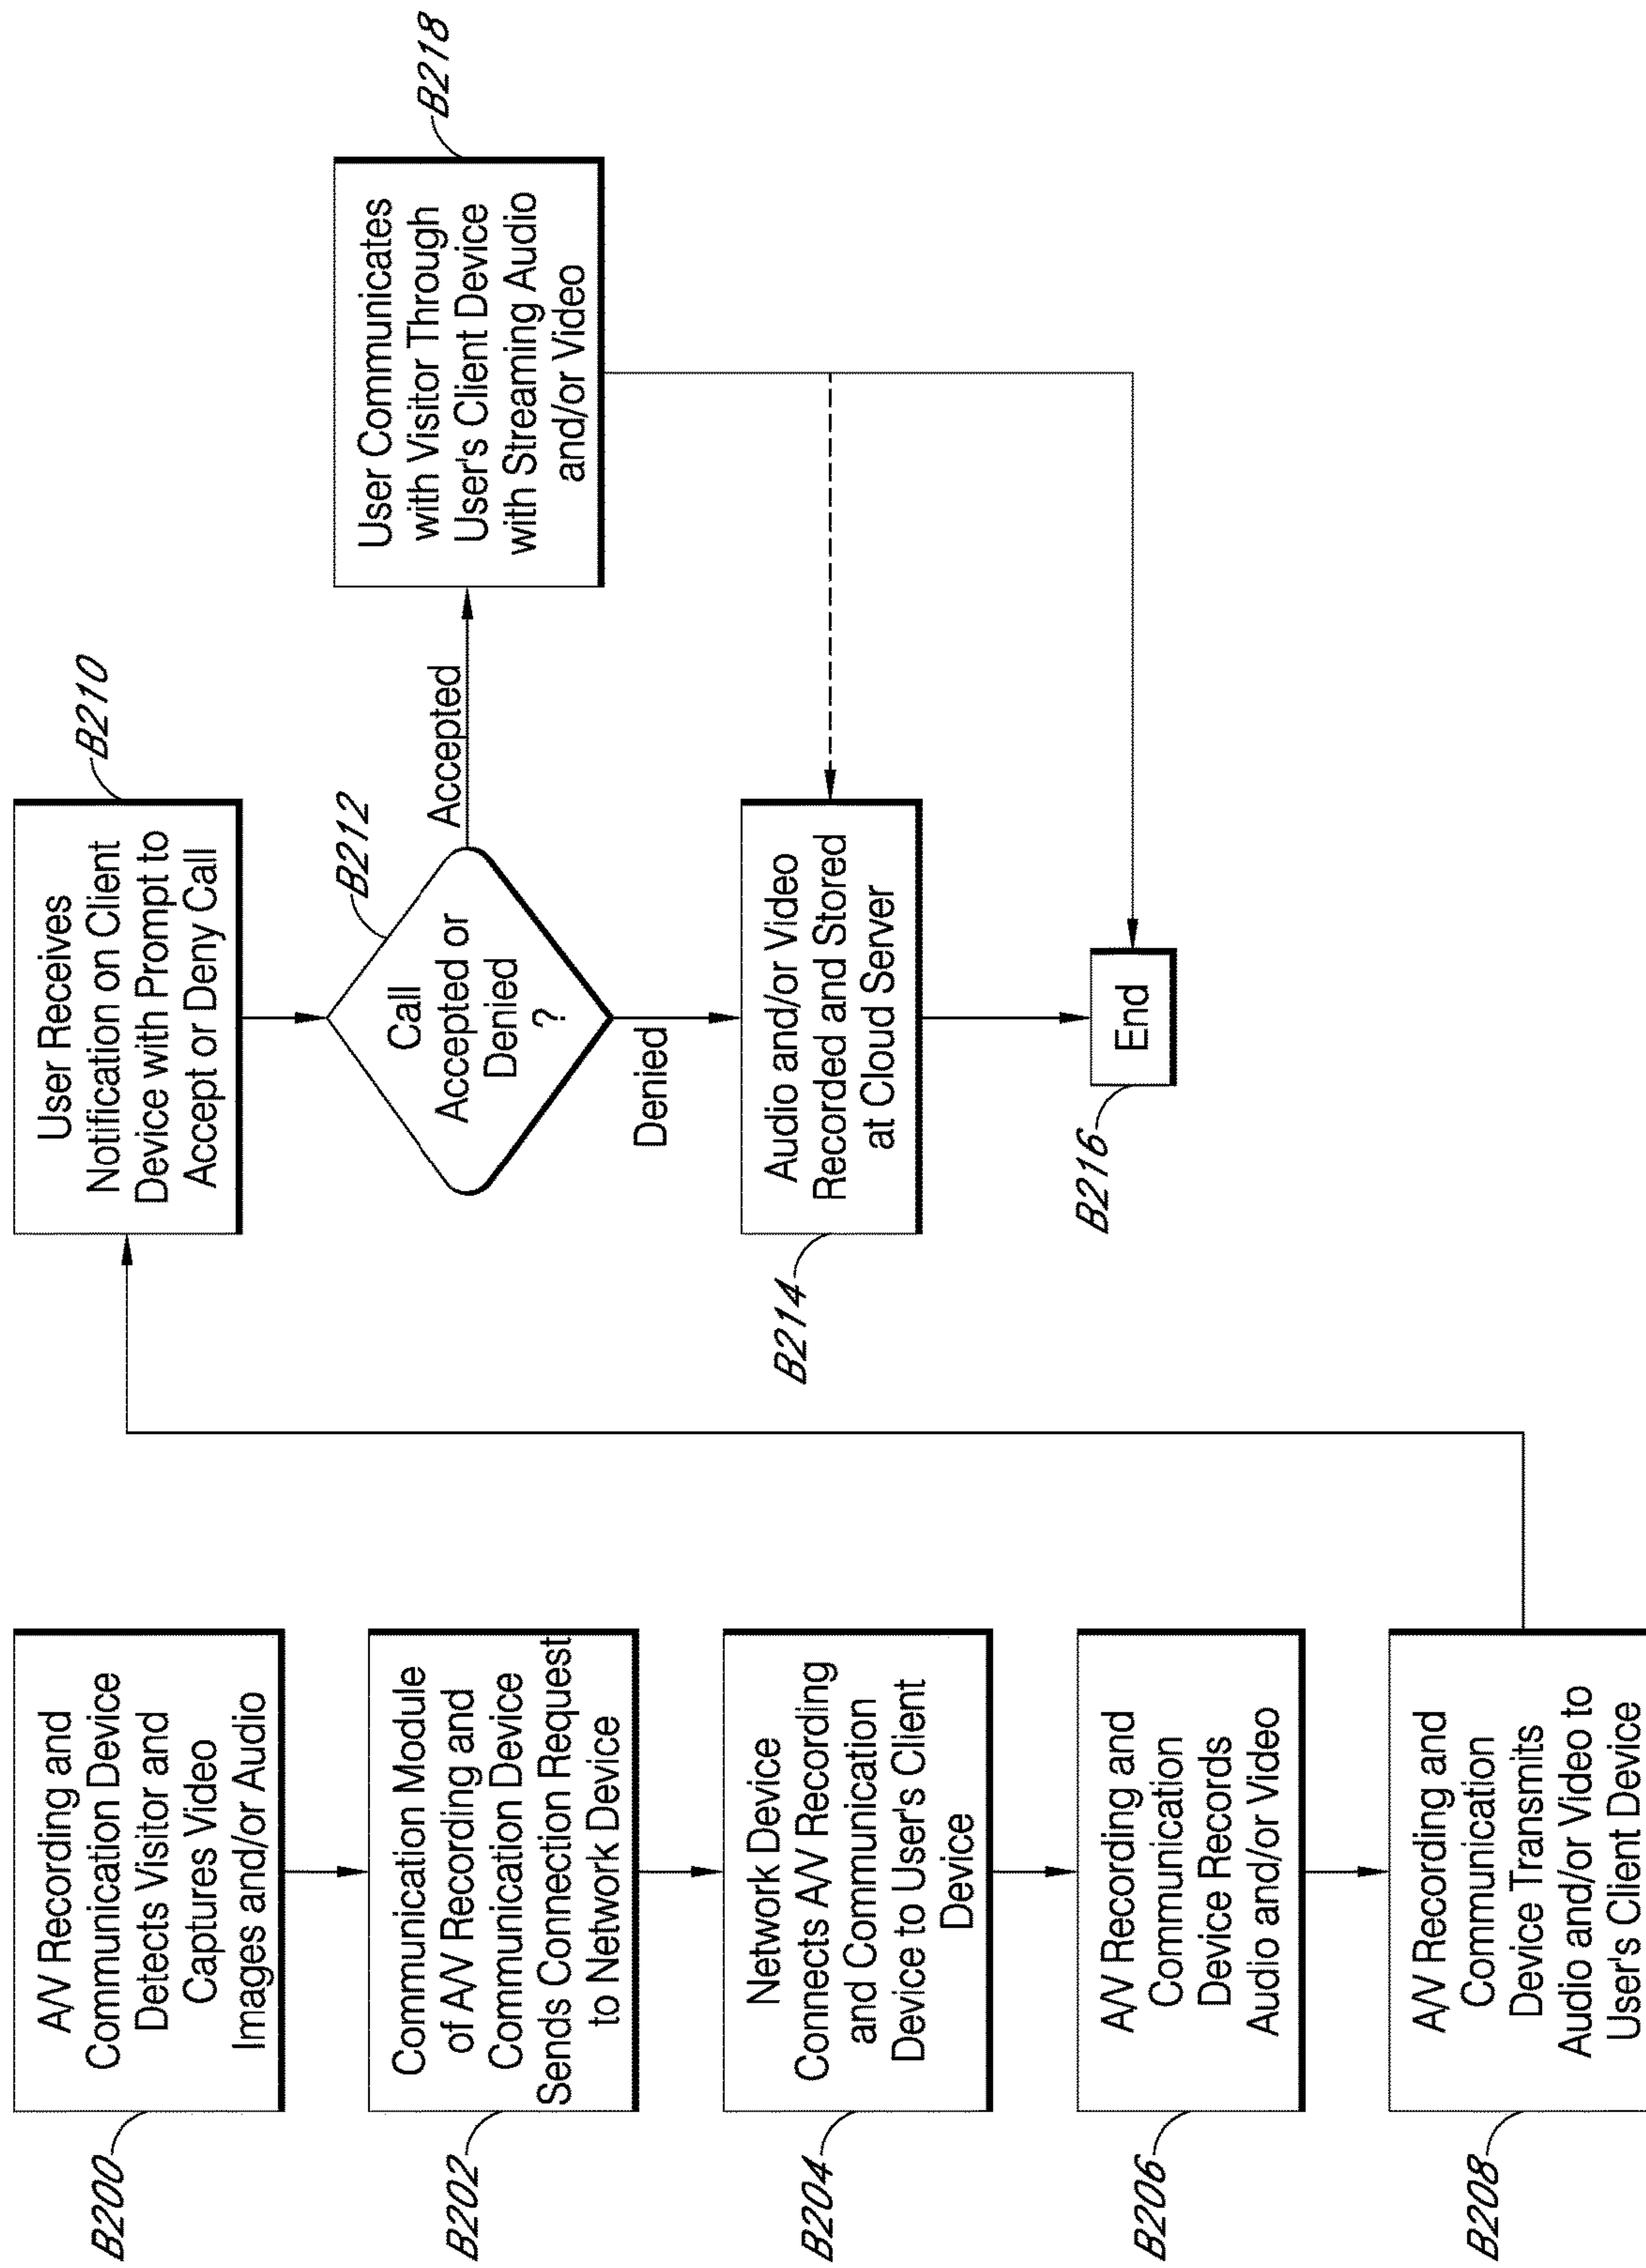 B200
A/V Recording and
Communication Device
Detects Visitor and
Captures Video
Images and/or Audio
B202
Communication Module
of A/V Recording and
Communication Device
Sends Connection Request
to Network Device
B204
Network Device
Connects A/V Recording
and Communication
Device to User's Client
Device
B206
A/V Recording and
Communication
Device Records
Audio and/or Video
B208
A/V Recording and
Communication
Device Transmits
Audio and/or Video to
User's Client Device
B210
User Receives
Notification on Client
Device with Prompt to
Accept or Deny Call
B212
Call
Accepted or
Denied
?
Accepted
Denied
B218
User Communicates
with Visitor Through
User's Client Device
with Streaming Audio
and/or Video
B214
Audio and/or Video
Recorded and Stored
at Cloud Server
B216
End